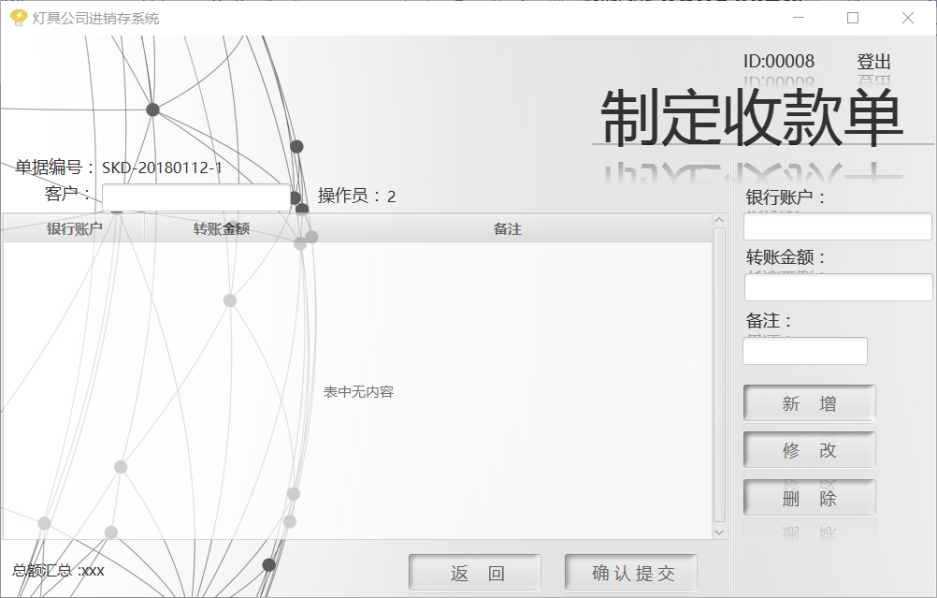 灯具公司进销存系统
ID:00008 登出
制定收款单
单据编号：SKD-20180112-1
客户：
操作员：2
银行账户 转账金额 备注
表中无内容
银行账户：
转账金额：
备注：
新 增
修 改
删 除
总额汇总 :xxx
返 回
确认提交